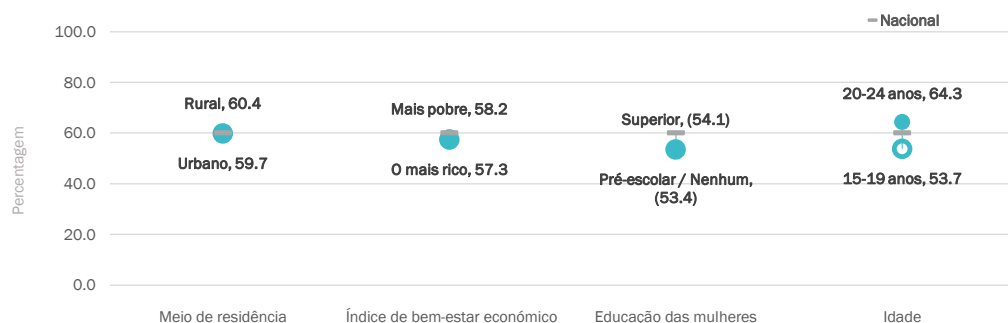 Nacional
100.0
80.0
60.0
40.0
20.0
0.0
Percentagem
Rural, 60.4
Urbano, 59.7
Mais pobre, 58.2
O mais rico, 57.3
Superior, (54.1)
Pré-escolar / Nenhum,
(53.4)
20-24 anos, 64.3
15-19 anos, 53.7
Meio de residência
Índice de bem-estar económico
Educação das mulheres
Idade